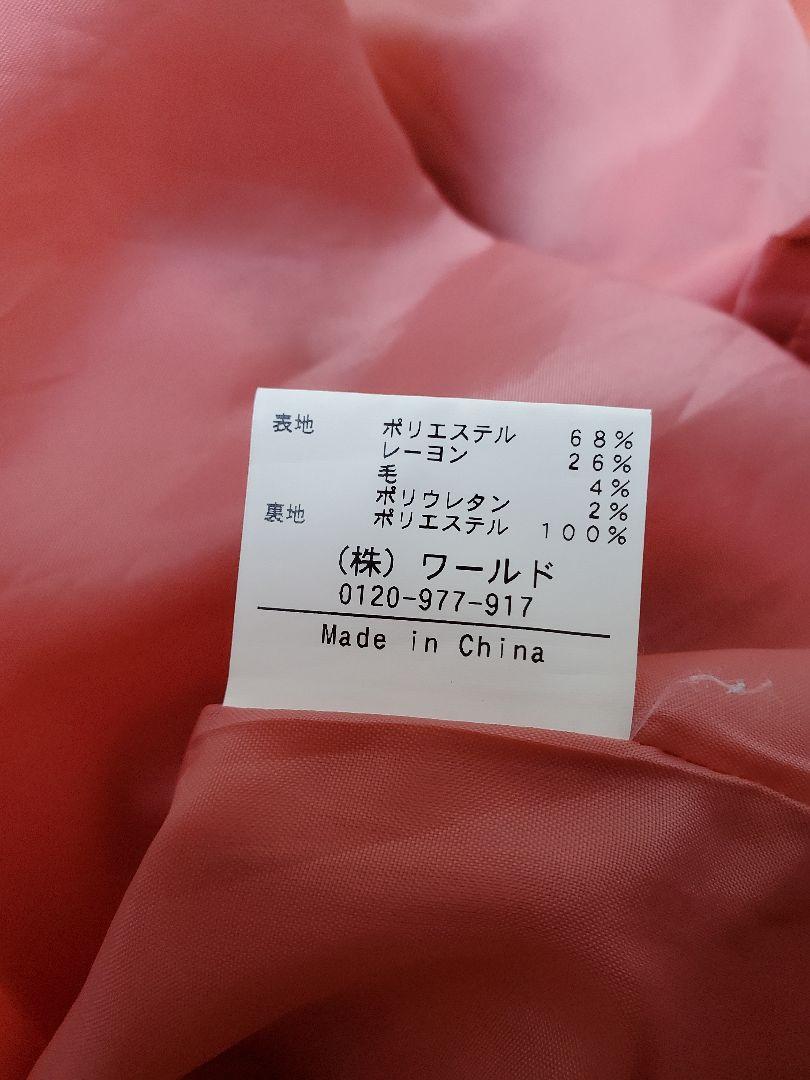 表地 ポリエステル 68%
レーヨン 26%
毛 4%
ポリウレタン 2%
裏地 ポリエステル 100%
(株) ワールド
0120-977-917
Made in China